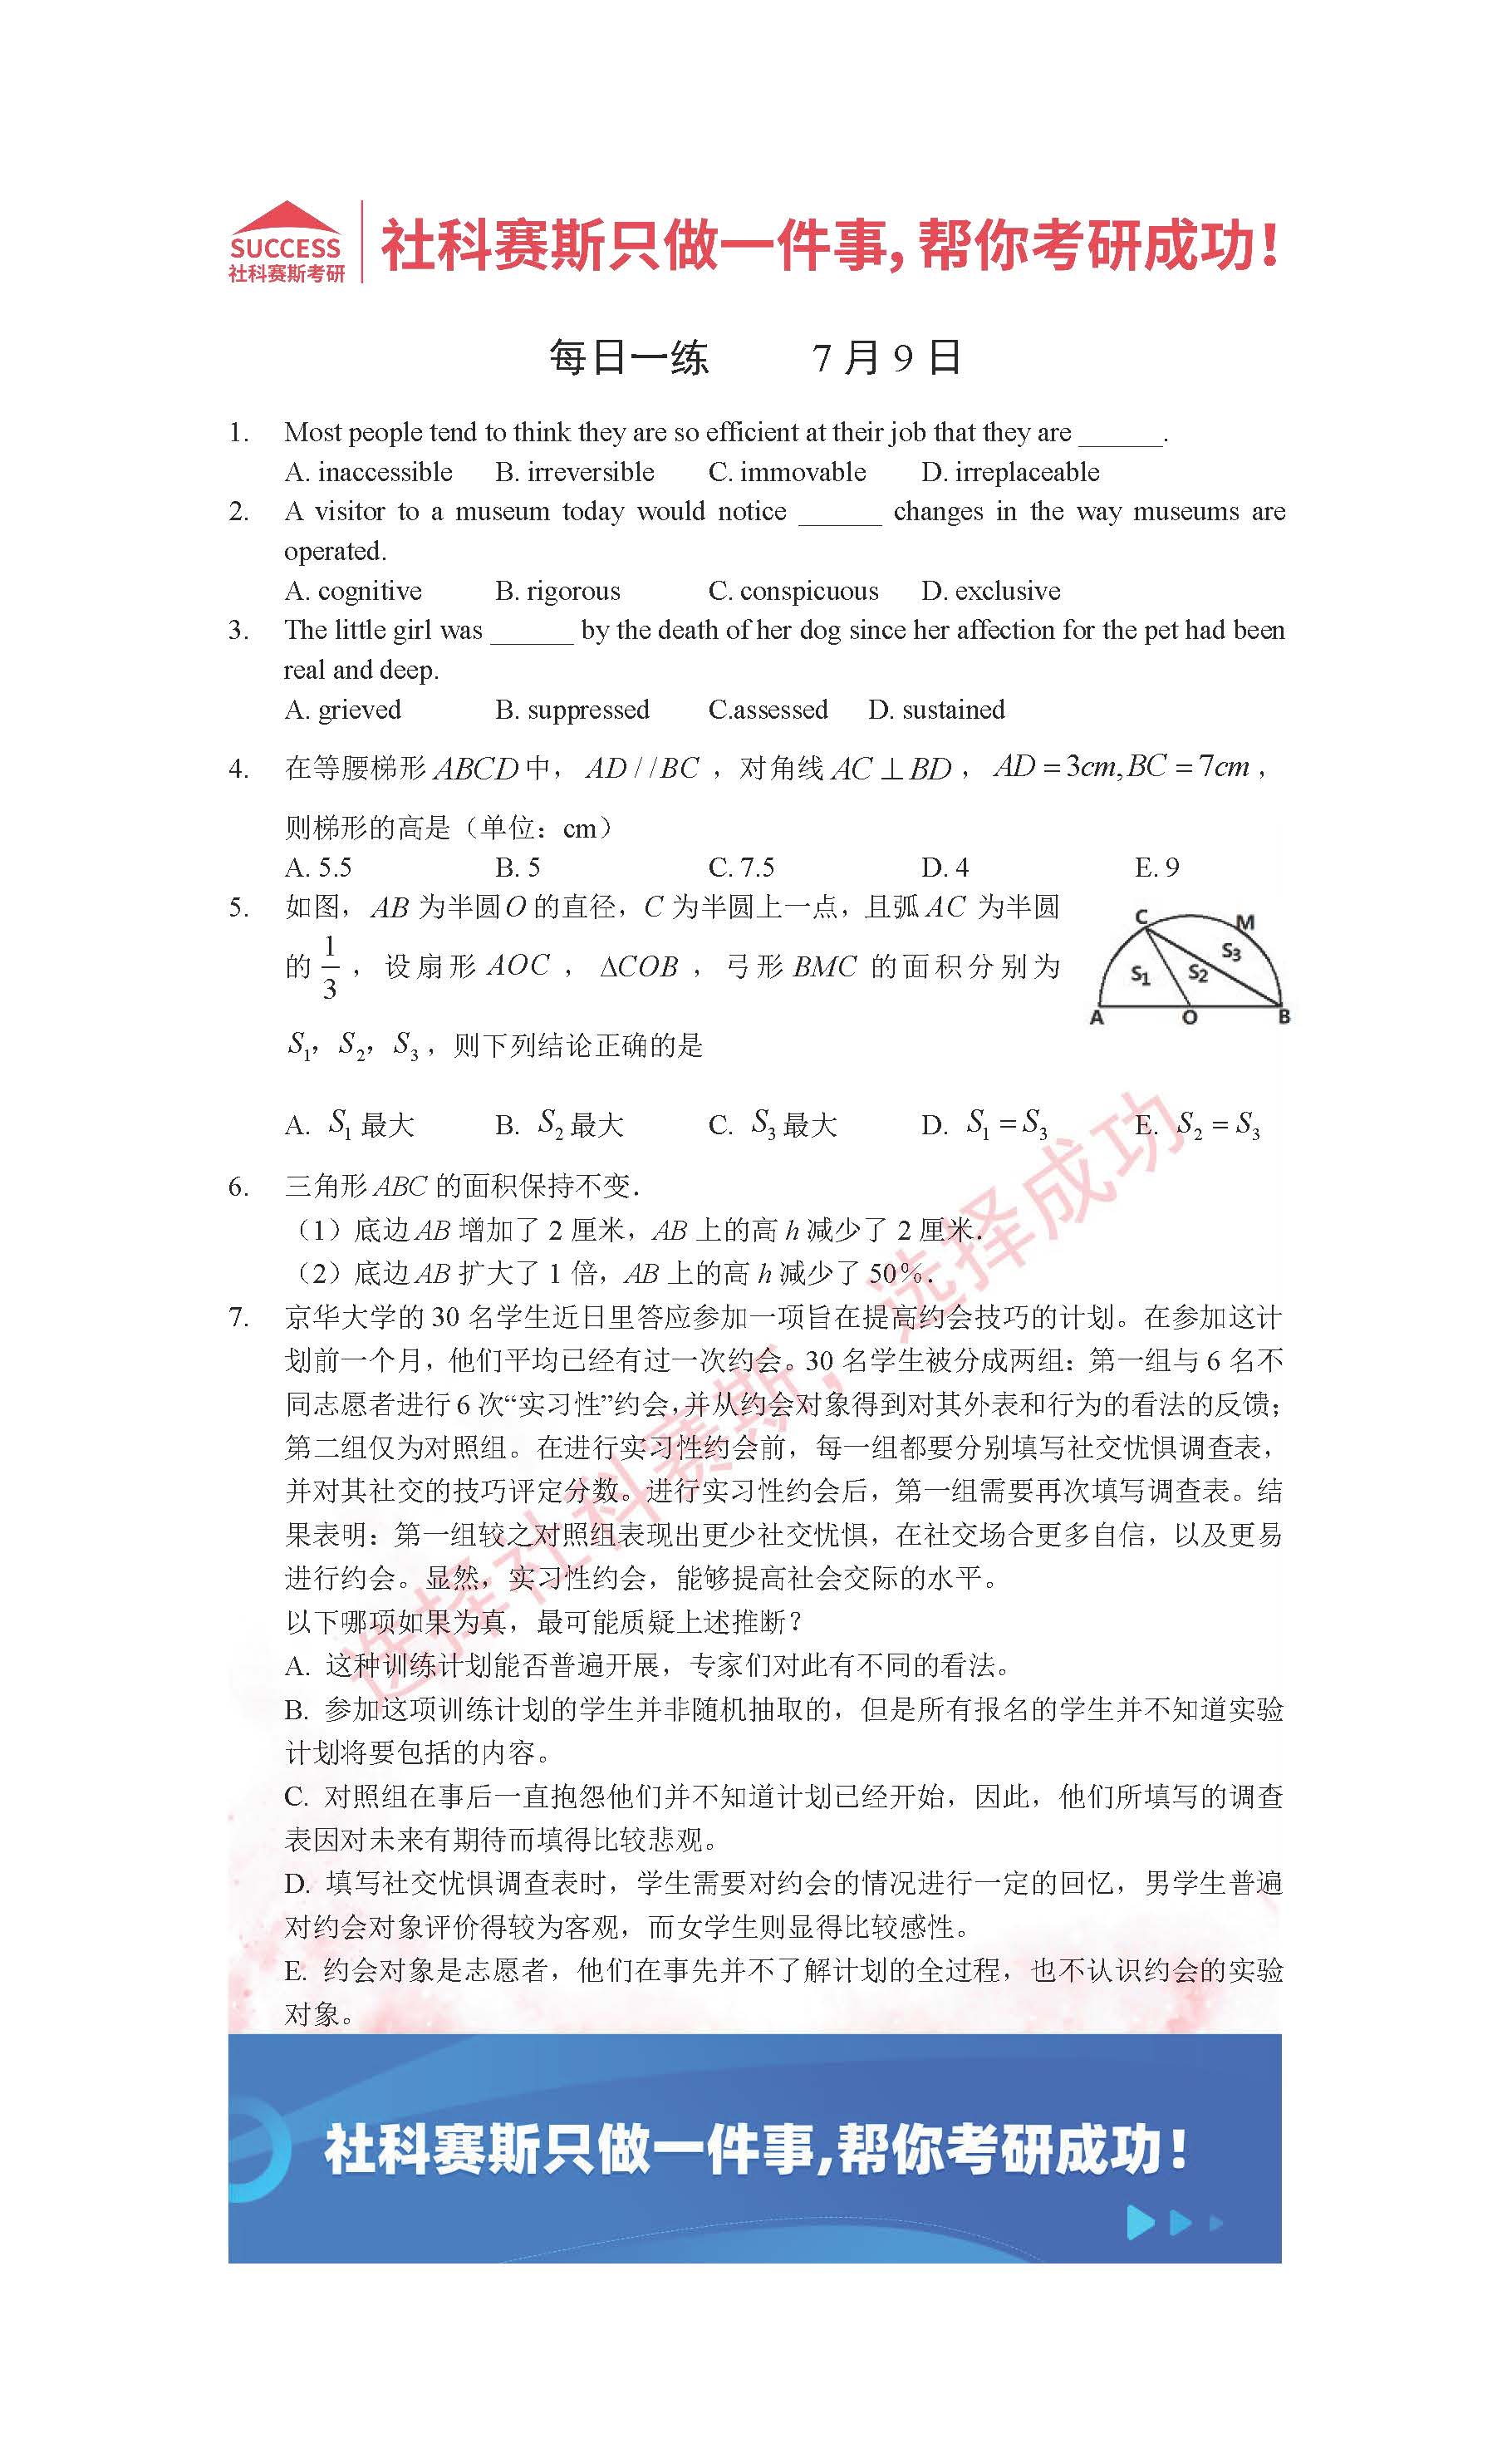 SUCCESS
社科赛斯考研
社科赛斯只做一件事,帮你考研成功!
每日一练 7 月 9 日
1. Most people tend to think they are so efficient at their job that they are ______.
A. inaccessible B. irreversible C. immovable D. irreplaceable
2. A visitor to a museum today would notice ______ changes in the way museums are
operated.
A. cognitive B. rigorous C. conspicuous D. exclusive
3. The little girl was ______ by the death of her dog since her affection for the pet had been
real and deep.
A. grieved B. suppressed C.assessed D. sustained
4. 在等腰梯形 ABCD 中， AD//BC ，对角线 AC⊥BD ， AD=3cm,BC=7cm ，
则梯形的高是（单位：cm）
A. 5.5 B. 5 C. 7.5 D. 4 E. 9
5. 如图，AB 为半圆 O 的直径，C 为半圆上一点，且弧 AC 为半圆
的 1/3 ，设扇形 AOC ，ΔCOB ，弓形 BMC 的面积分别为
S₁，S₂，S₃ ，则下列结论正确的是
C M
S₁ S₂ S₃
A O B
A. S₁ 最大 B. S₂ 最大 C. S₃ 最大 D. S₁=S₃ E. S₂=S₃
6. 三角形 ABC 的面积保持不变．
（1）底边 AB 增加了 2 厘米，AB 上的高 h 减少了 2 厘米．
（2）底边 AB 扩大了 1 倍，AB 上的高 h 减少了 50%．
7. 京华大学的 30 名学生近日里答应参加一项旨在提高约会技巧的计划。在参加这计
划前一个月，他们平均已经有过一次约会。30 名学生被分成两组：第一组与 6 名不
同志愿者进行 6 次“实习性”约会，并从约会对象得到对其外表和行为的看法的反馈；
第二组仅为对照组。在进行实习性约会前，每一组都要分别填写社交忧惧调查表，
并对其社交的技巧评定分数。进行实习性约会后，第一组需要再次填写调查表。结
果表明：第一组较之对照组表现出更少社交忧惧，在社交场合更多自信，以及更易
进行约会。显然，实习性约会，能够提高社会交际的水平。
以下哪项如果为真，最可能质疑上述推断？
A. 这种训练计划能否普遍开展，专家们对此有不同的看法。
B. 参加这项训练计划的学生并非随机抽取的，但是所有报名的学生并不知道实验
计划将要包括的内容。
C. 对照组在事后一直抱怨他们并不知道计划已经开始，因此，他们所填写的调查
表因对未来有期待而填得比较悲观。
D. 填写社交忧惧调查表时，学生需要对约会的情况进行一定的回忆，男学生普遍
对约会对象评价得较为客观，而女学生则显得比较感性。
E. 约会对象是志愿者，他们在事先并不了解计划的全过程，也不认识约会的实验
对象。
选择社科赛斯，选择成功
社科赛斯只做一件事,帮你考研成功!